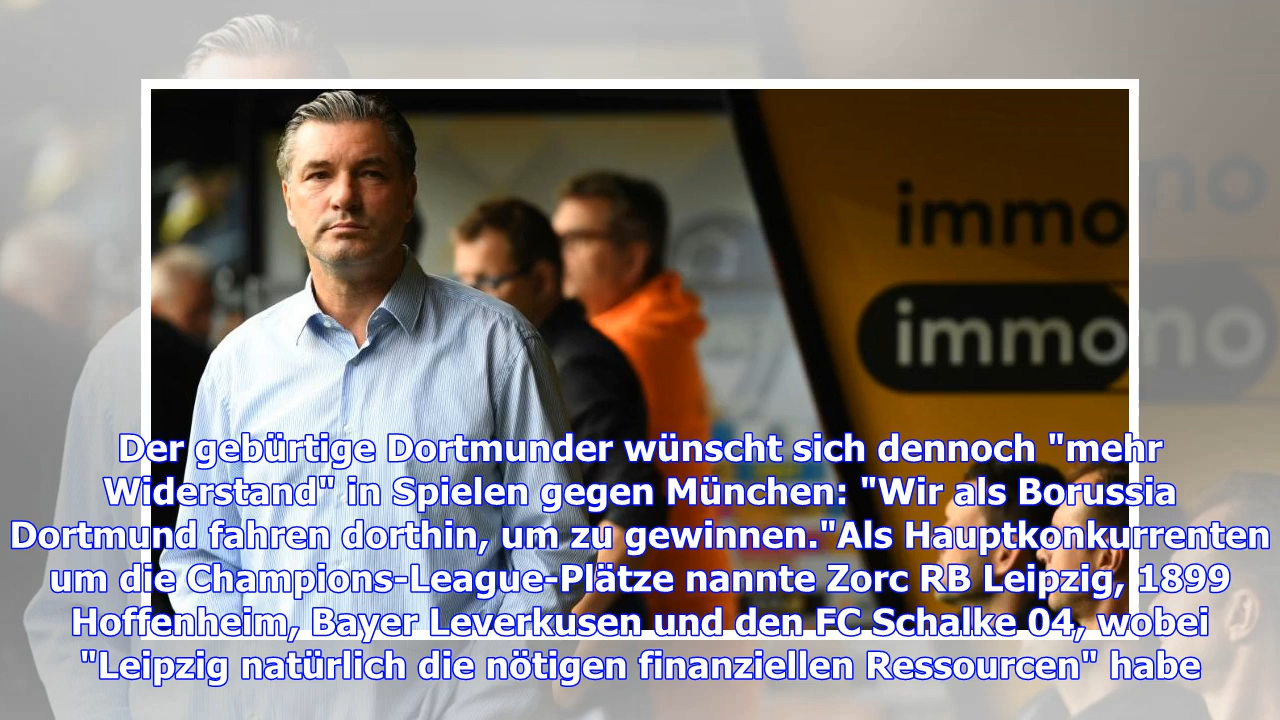 immo
immono
no
Der gebürtige Dortmunder wünscht sich dennoch "mehr
Widerstand" in Spielen gegen München: "Wir als Borussia
Dortmund fahren dorthin, um zu gewinnen."Als Hauptkonkurrenten
um die Champions-League-Plätze nannte Zorc RB Leipzig, 1899
Hoffenheim, Bayer Leverkusen und den FC Schalke 04, wobei
"Leipzig natürlich die nötigen finanziellen Ressourcen" habe